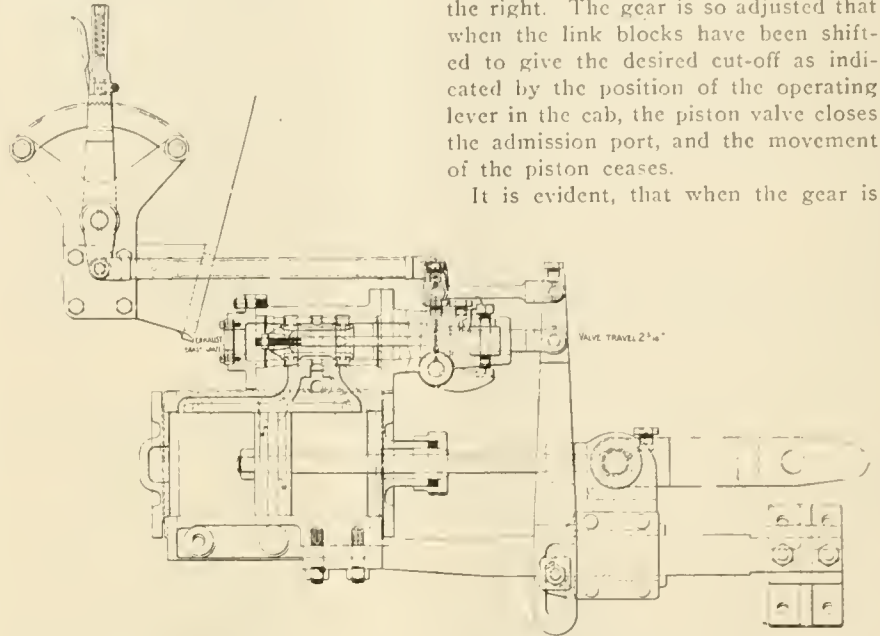 the right. The gear is so adjusted that
when the link blocks have been shift-
ed to give the desired cut-off as indi-
cated by the position of the operating
lever in the cab, the piston valve closes
the admission port, and the movement
of the piston ceases.
It is evident, that when the gear is
EXHAUST
VALVE TRAVEL 2